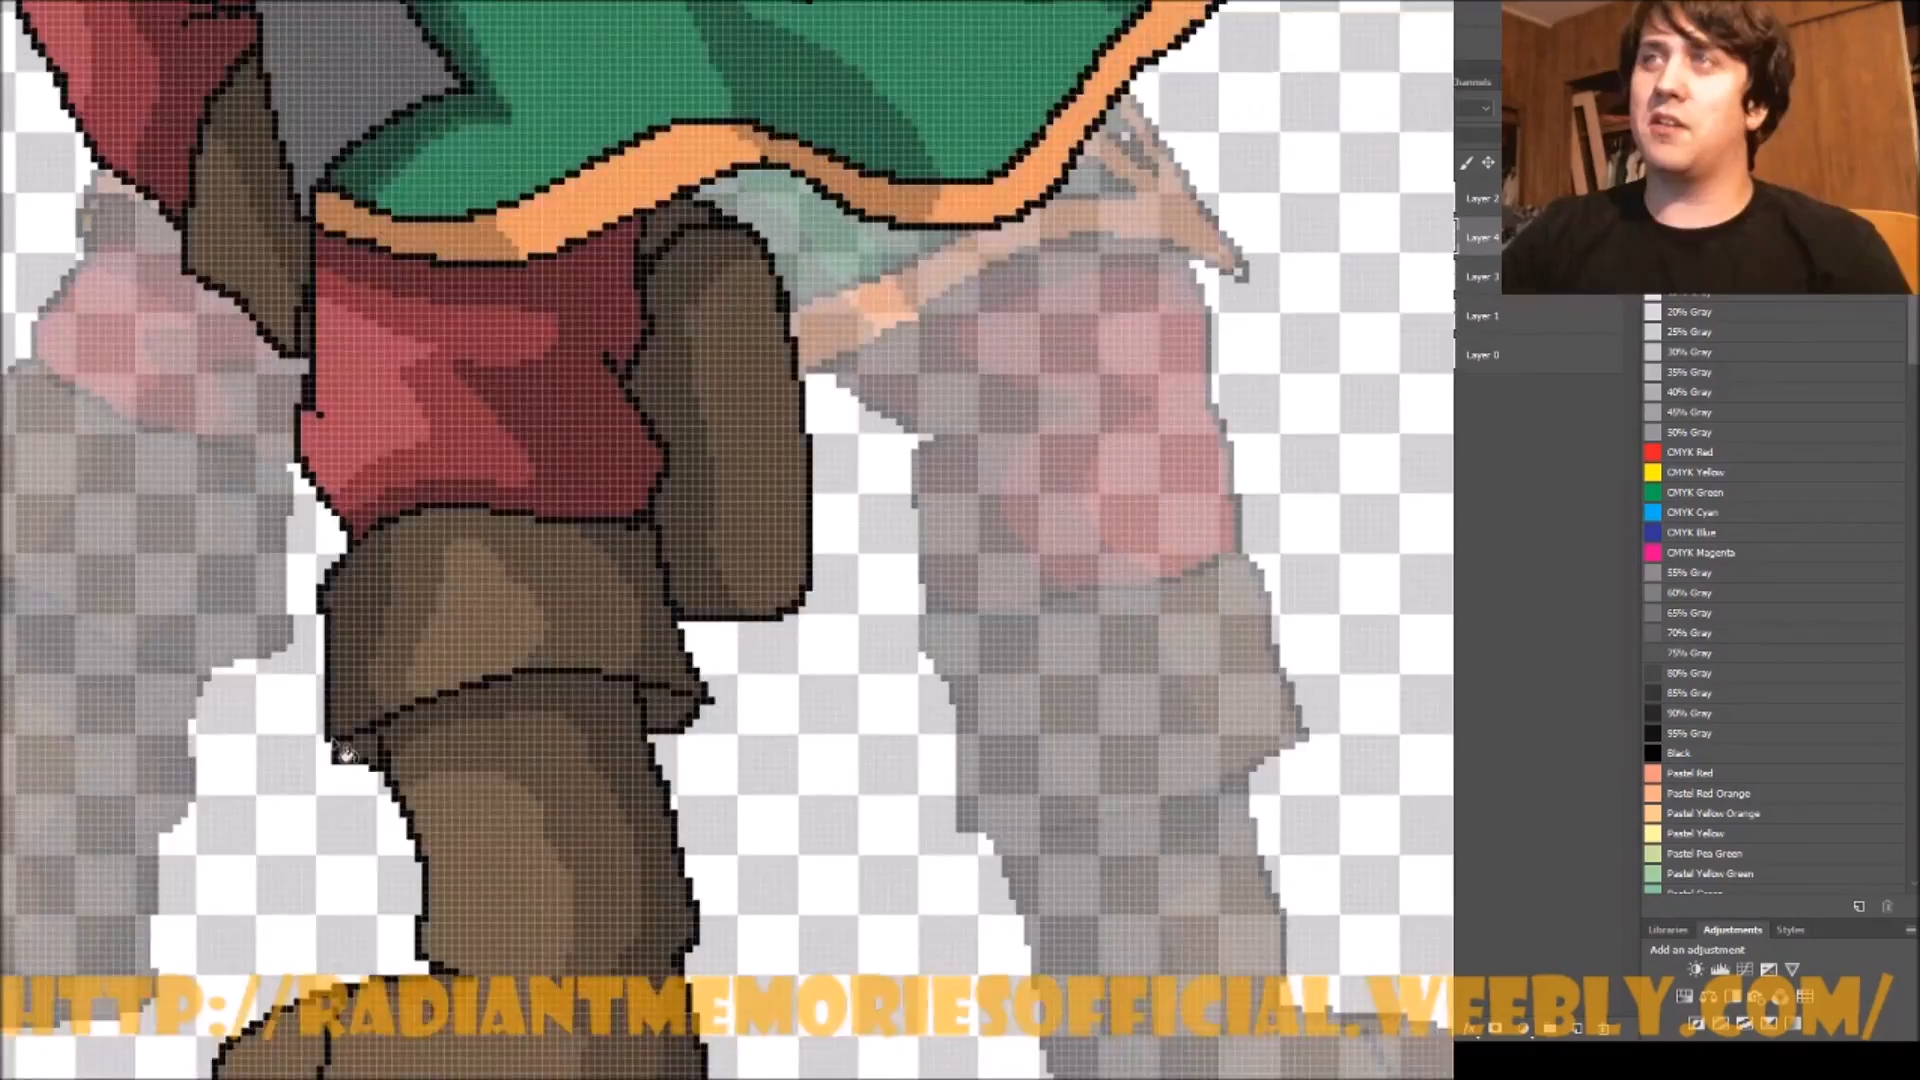 Channels
Layer 2
Layer 4
Layer 3
Layer 1
Layer 0
20% Gray
25% Gray
30% Gray
35% Gray
40% Gray
45% Gray
50% Gray
CMYK Red
CMYK Yellow
CMYK Green
CMYK Cyan
CMYK Blue
CMYK Magenta
55% Gray
60% Gray
65% Gray
70% Gray
75% Gray
80% Gray
85% Gray
90% Gray
95% Gray
Black
Pastel Red
Pastel Red Orange
Pastel Yellow Orange
Pastel Yellow
Pastel Pea Green
Pastel Yellow Green
Libraries Adjustments Styles
Add an adjustment
HTTP://RADIANTMEMORIESOFFICIAL.WEEBLY.COM/